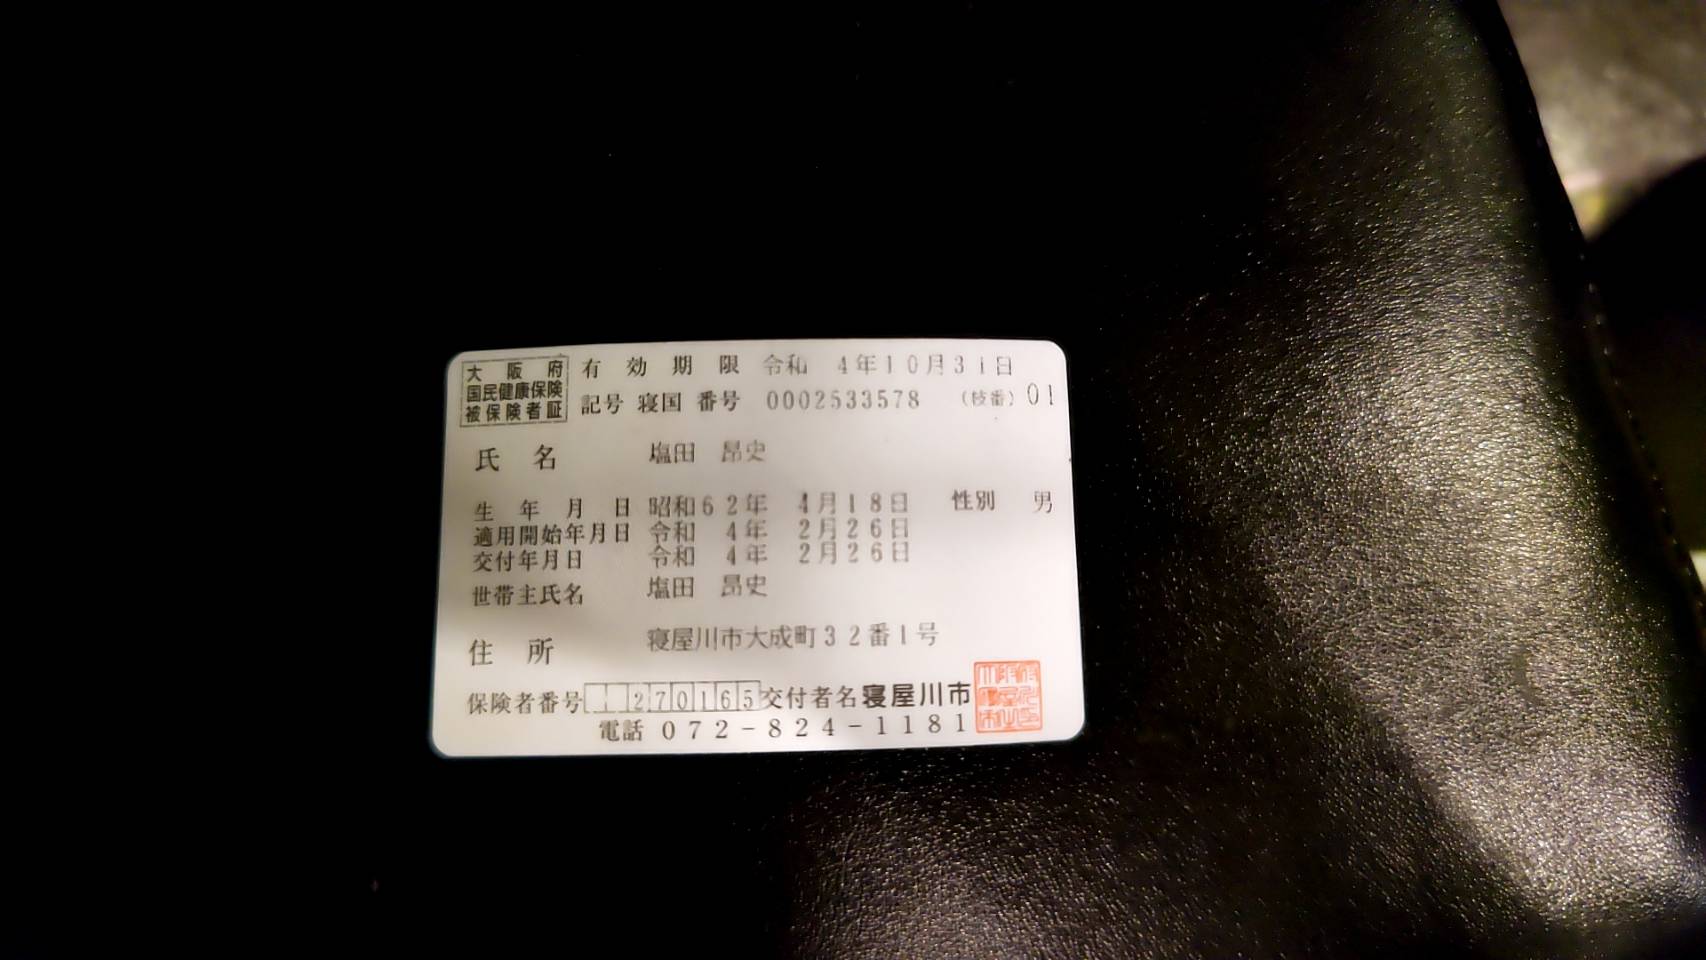 大阪府
国民健康保険
被保険者証
有効期限 令和 4年10月31日
記号 寝国 番号 0002533578 (枝番) 01
氏名 塩田 昂史
生年月日 昭和62年 4月18日 性別 男
適用開始年月日 令和 4年 2月26日
交付年月日 令和 4年 2月26日
世帯主氏名 塩田 昂史
住所 寝屋川市大成町32番1号
保険者番号 270165 交付者名 寝屋川市
電話 072-824-1181